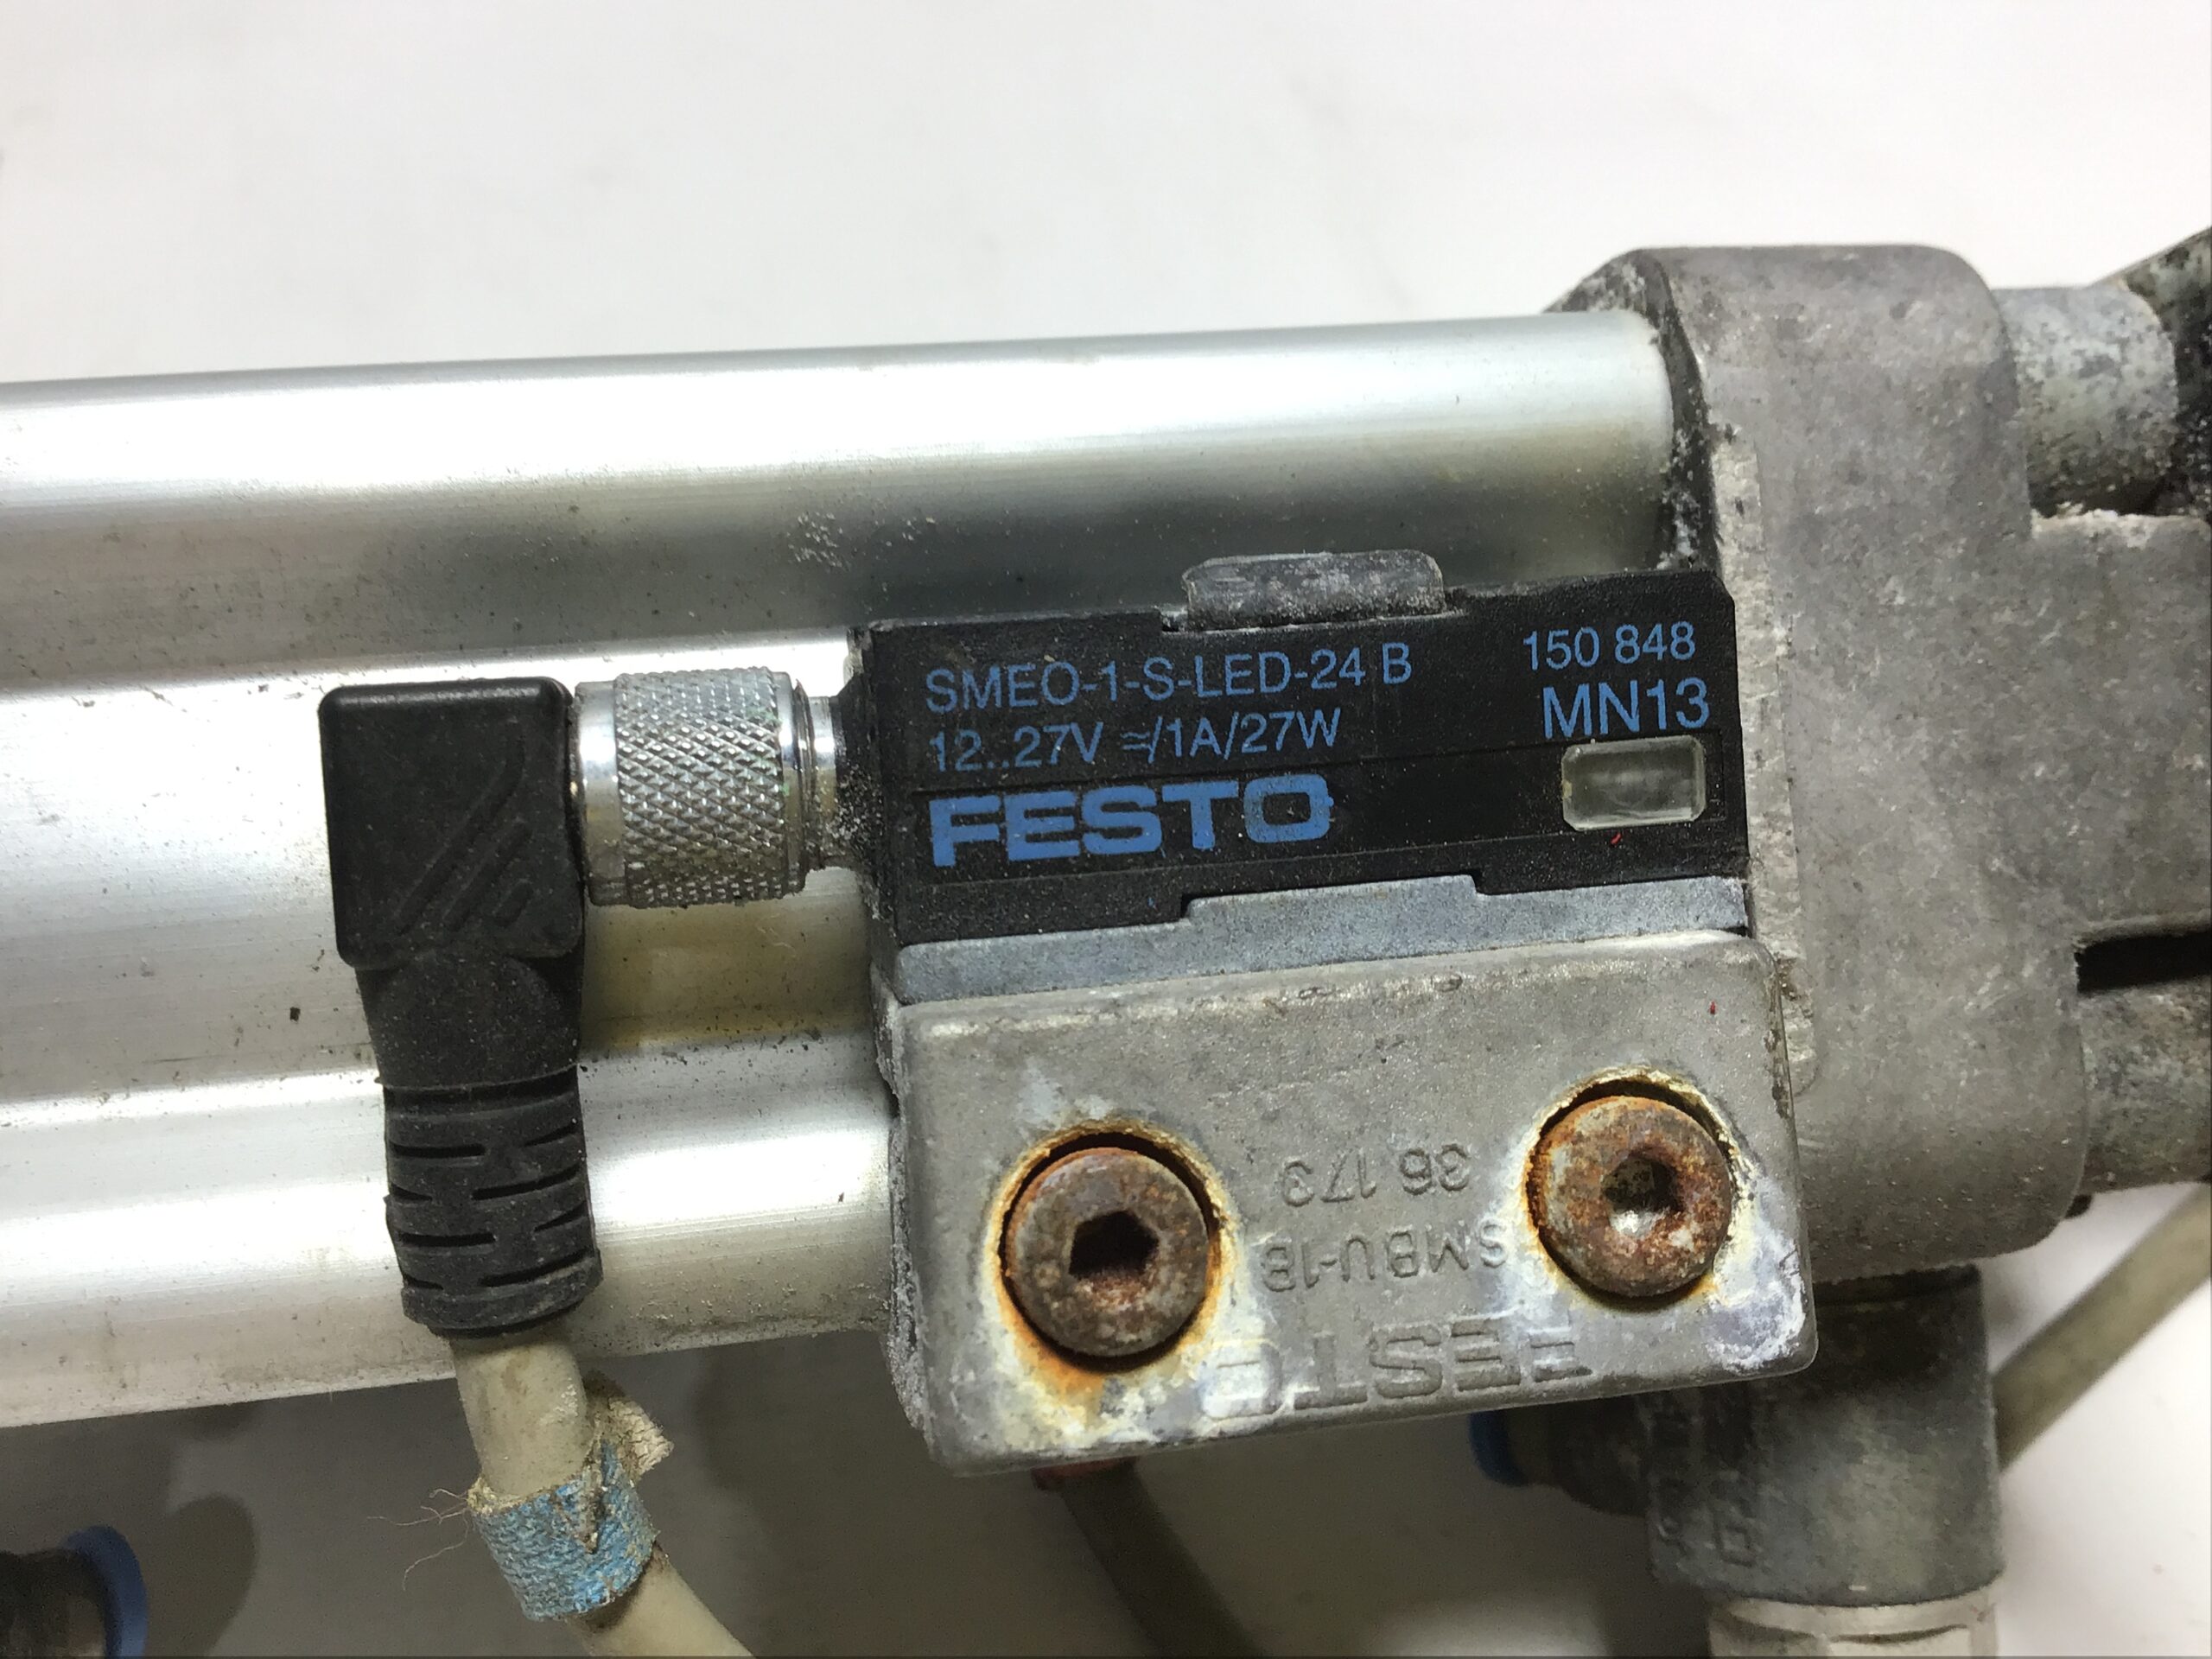 SMEO-1-S-LED-24 B
150 848
12..27V ≂/1A/27W
MN13
FESTO
FESTO
SMBU-1B
36 173